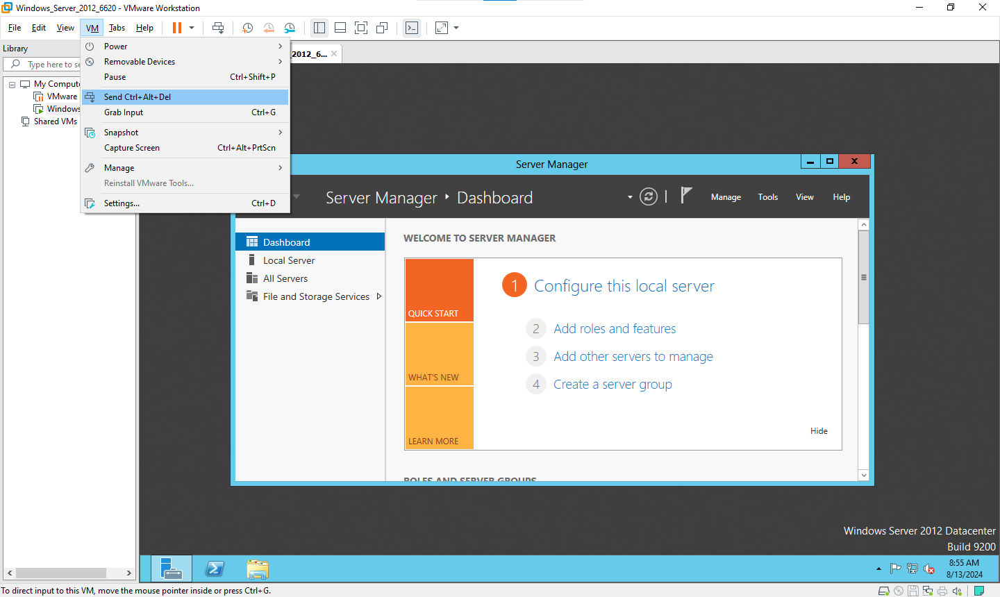 Windows_Server_2012_6620 - VMware Workstation
File Edit View VM Tabs Help
Library
Type here to se
My Compute
VMware
Windows
Shared VMs
Power
Removable Devices
Pause Ctrl+Shift+P
Send Ctrl+Alt+Del
Grab Input Ctrl+G
Snapshot
Capture Screen Ctrl+Alt+PrtScn
Manage
Reinstall VMware Tools...
Settings... Ctrl+D
_2012_6...
Server Manager
Server Manager Dashboard
Manage Tools View Help
Dashboard
Local Server
All Servers
File and Storage Services
WELCOME TO SERVER MANAGER
QUICK START
WHAT'S NEW
LEARN MORE
1 Configure this local server
2 Add roles and features
3 Add other servers to manage
4 Create a server group
Hide
ROLES AND SERVER GROUPS
Windows Server 2012 Datacenter
Build 9200
8:55 AM
8/13/2024
To direct input to this VM, move the mouse pointer inside or press Ctrl+G.